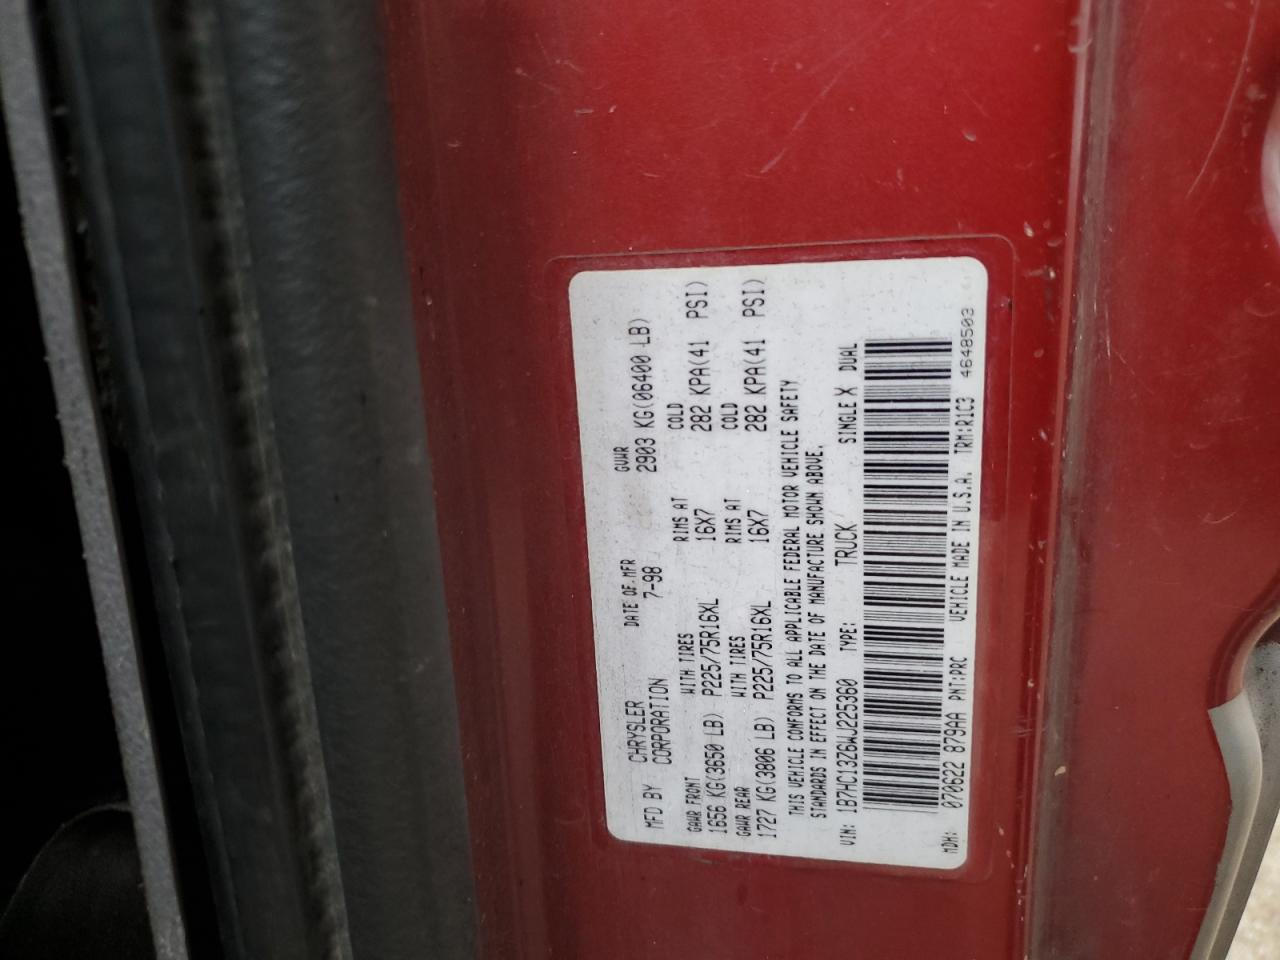 MFD BY CHRYSLER CORPORATION DATE OF MFR 7-98 GVWR 2903 KG(06400 LB)
GAWR FRONT WITH TIRES RIMS AT COLD
1656 KG(3650 LB) P225/75R16XL 16X7 282 KPA(41 PSI)
GAWR REAR WITH TIRES RIMS AT COLD
1727 KG(3806 LB) P225/75R16XL 16X7 282 KPA(41 PSI)
THIS VEHICLE CONFORMS TO ALL APPLICABLE FEDERAL MOTOR VEHICLE SAFETY
STANDARDS IN EFFECT ON THE DATE OF MANUFACTURE SHOWN ABOVE.
VIN: 1B7HC13Z6WJ225360 TYPE: TRUCK SINGLE X DUAL
MDH: 070622 879AA PNT:PRC VEHICLE MADE IN U.S.A. TRM:R1C3 4648503